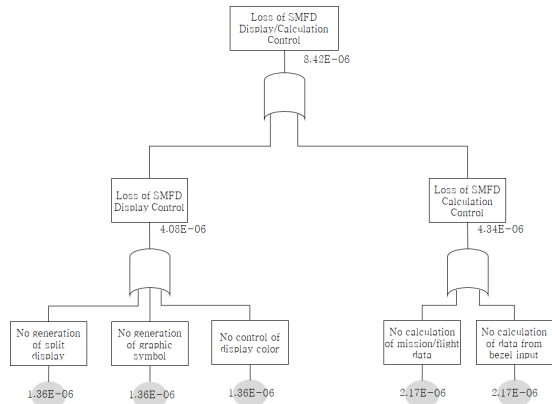 Loss of SMFD
Display/Calculation
Control
8.42E-06
Loss of SMFD
Display Control
4.08E-06
Loss of SMFD
Calculation
Control
4.34E-06
No generation
of split
display
1.36E-06
No generation
of graphic
symbol
1.36E-06
No control of
display color
1.36E-06
No calculation
of mission/flight
data
2.17E-06
No calculation
of data from
bezel input
2.17E-06